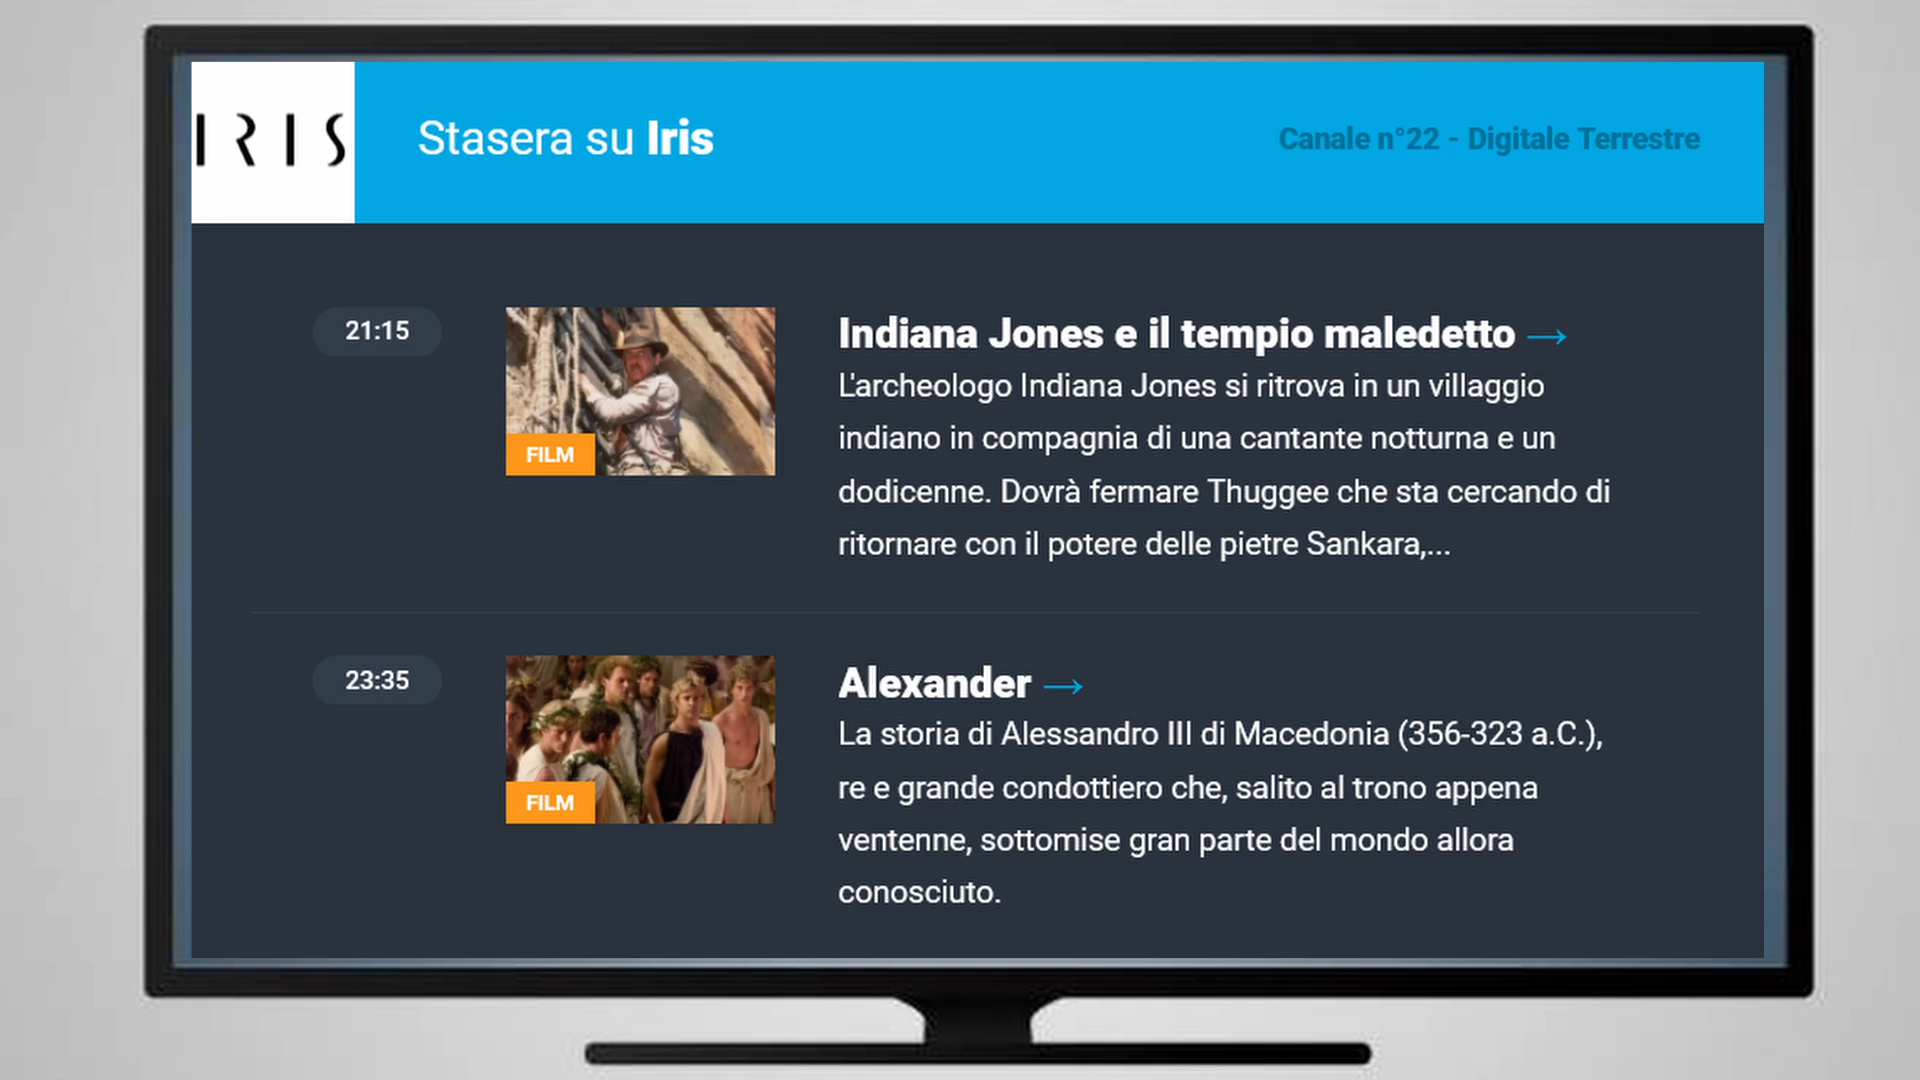 IRIS
Stasera su Iris
Canale n°22 - Digitale Terrestre
21:15
FILM
Indiana Jones e il tempio maledetto →
L'archeologo Indiana Jones si ritrova in un villaggio
indiano in compagnia di una cantante notturna e un
dodicenne. Dovrà fermare Thuggee che sta cercando di
ritornare con il potere delle pietre Sankara,...
23:35
FILM
Alexander →
La storia di Alessandro III di Macedonia (356-323 a.C.),
re e grande condottiero che, salito al trono appena
ventenne, sottomise gran parte del mondo allora
conosciuto.